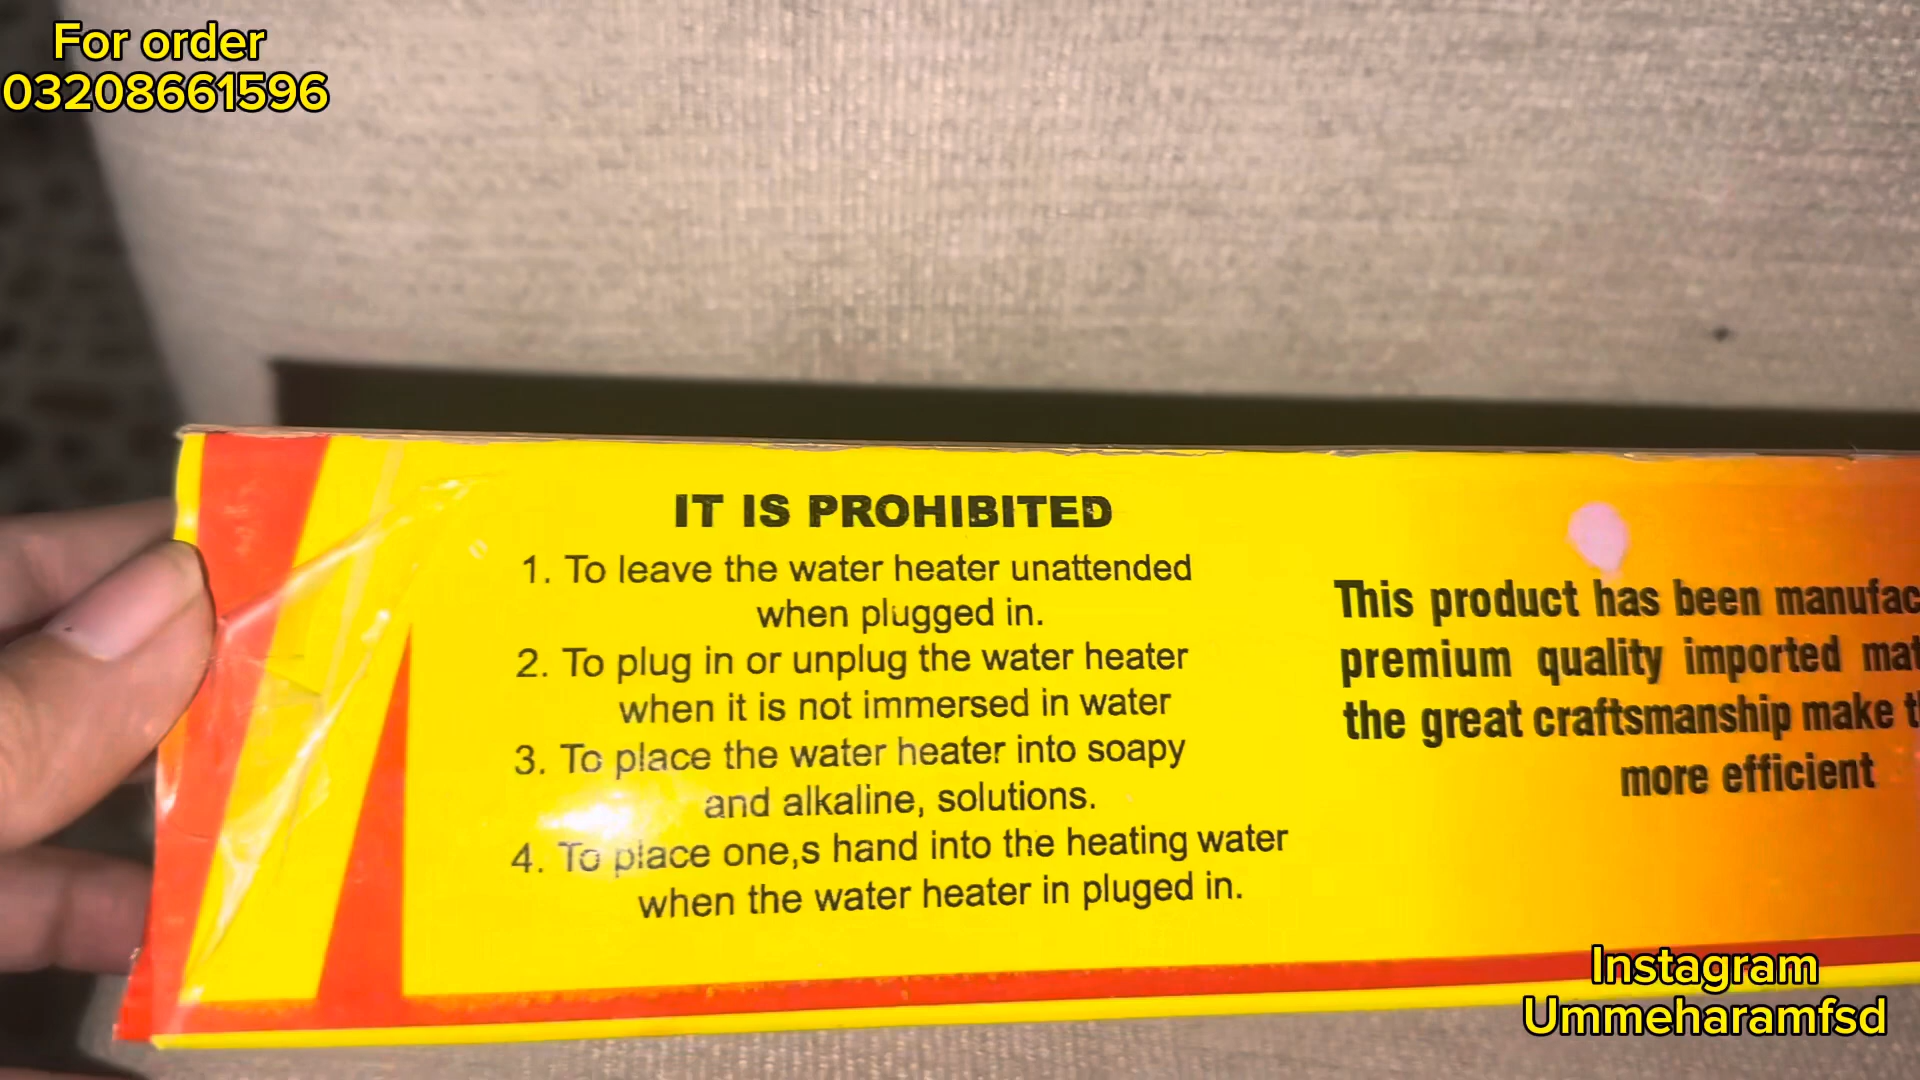 For order
03208661596
IT IS PROHIBITED
1. To leave the water heater unattended
when plugged in.
2. To plug in or unplug the water heater
when it is not immersed in water
3. To place the water heater into soapy
and alkaline, solutions.
4. To place one,s hand into the heating water
when the water heater in pluged in.
This product has been
premium quality imported
the great craftsmanship make
more efficient
Instagram
Ummeharamfsd